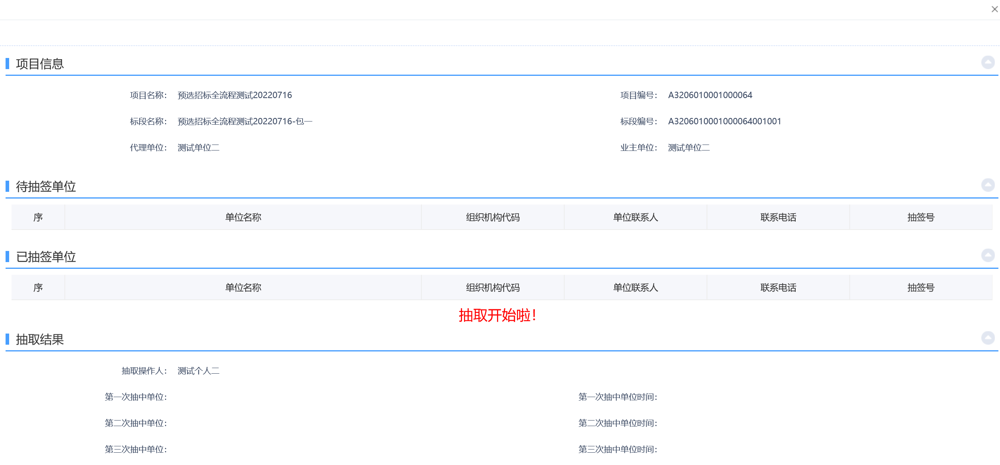 项目信息
项目名称： 预选招标全流程测试20220716 项目编号： A3206010001000064
标段名称： 预选招标全流程测试20220716-包一 标段编号： A3206010001000064001001
代理单位： 测试单位二 业主单位： 测试单位二
待抽签单位
序 单位名称 组织机构代码 单位联系人 联系电话 抽签号
已抽签单位
序 单位名称 组织机构代码 单位联系人 联系电话 抽签号
抽取开始啦！
抽取结果
抽取操作人： 测试个人二
第一次抽中单位： 第一次抽中单位时间：
第二次抽中单位： 第二次抽中单位时间：
第三次抽中单位： 第三次抽中单位时间：